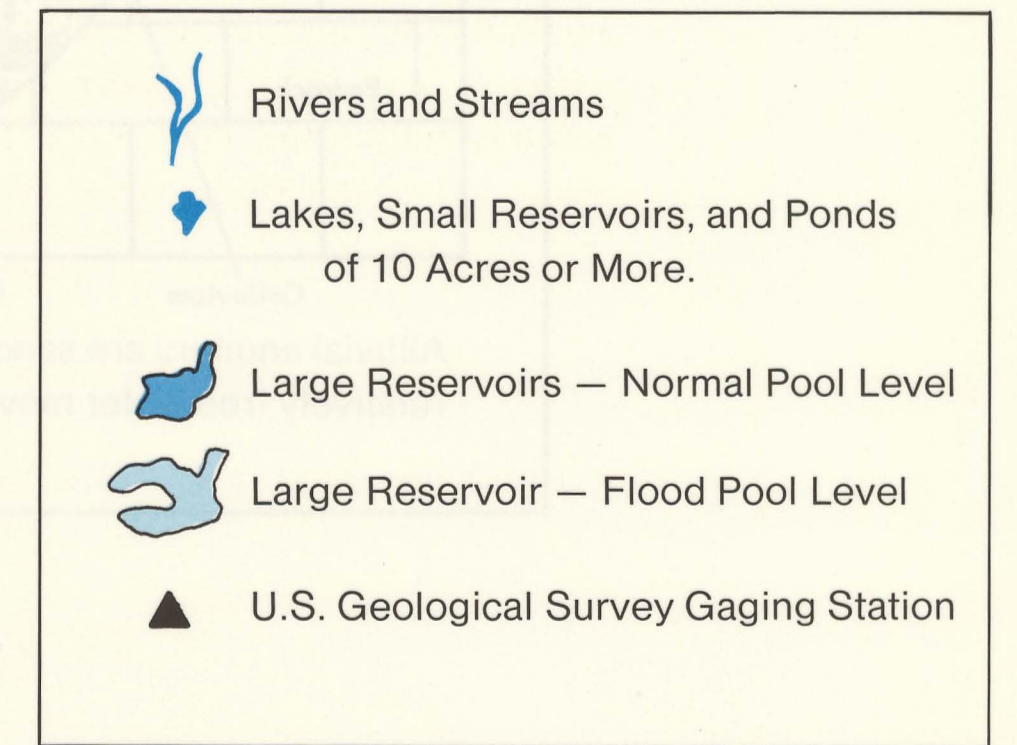 Rivers and Streams
Lakes, Small Reservoirs, and Ponds
of 10 Acres or More.
Large Reservoirs — Normal Pool Level
Large Reservoir — Flood Pool Level
U.S. Geological Survey Gaging Station